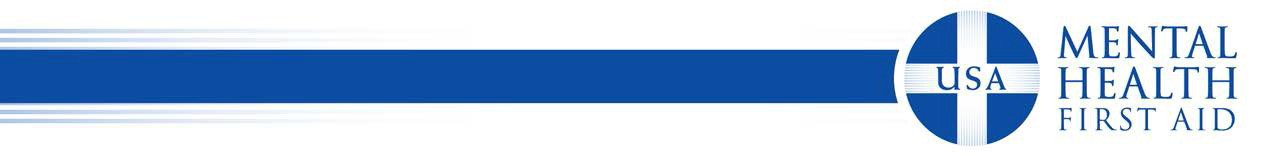 USA
MENTAL
HEALTH
FIRST AID